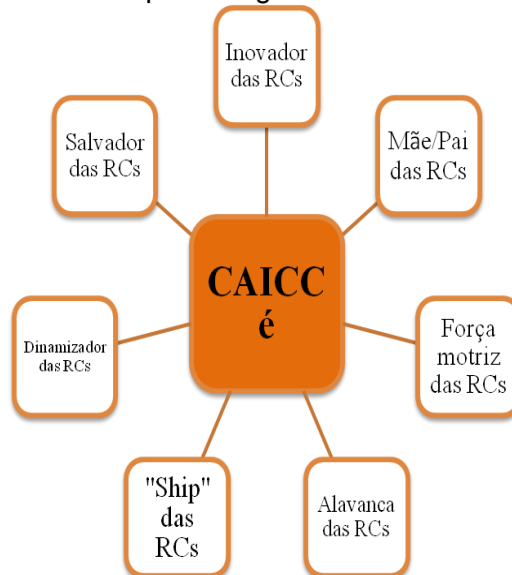 Inovador
das RCs
Salvador
das RCs
Mãe/Pai
das RCs
CAICC
é
Dinamizador
das RCs
Força
motriz
das RCs
"Ship"
das
RCs
Alavanca
das RCs